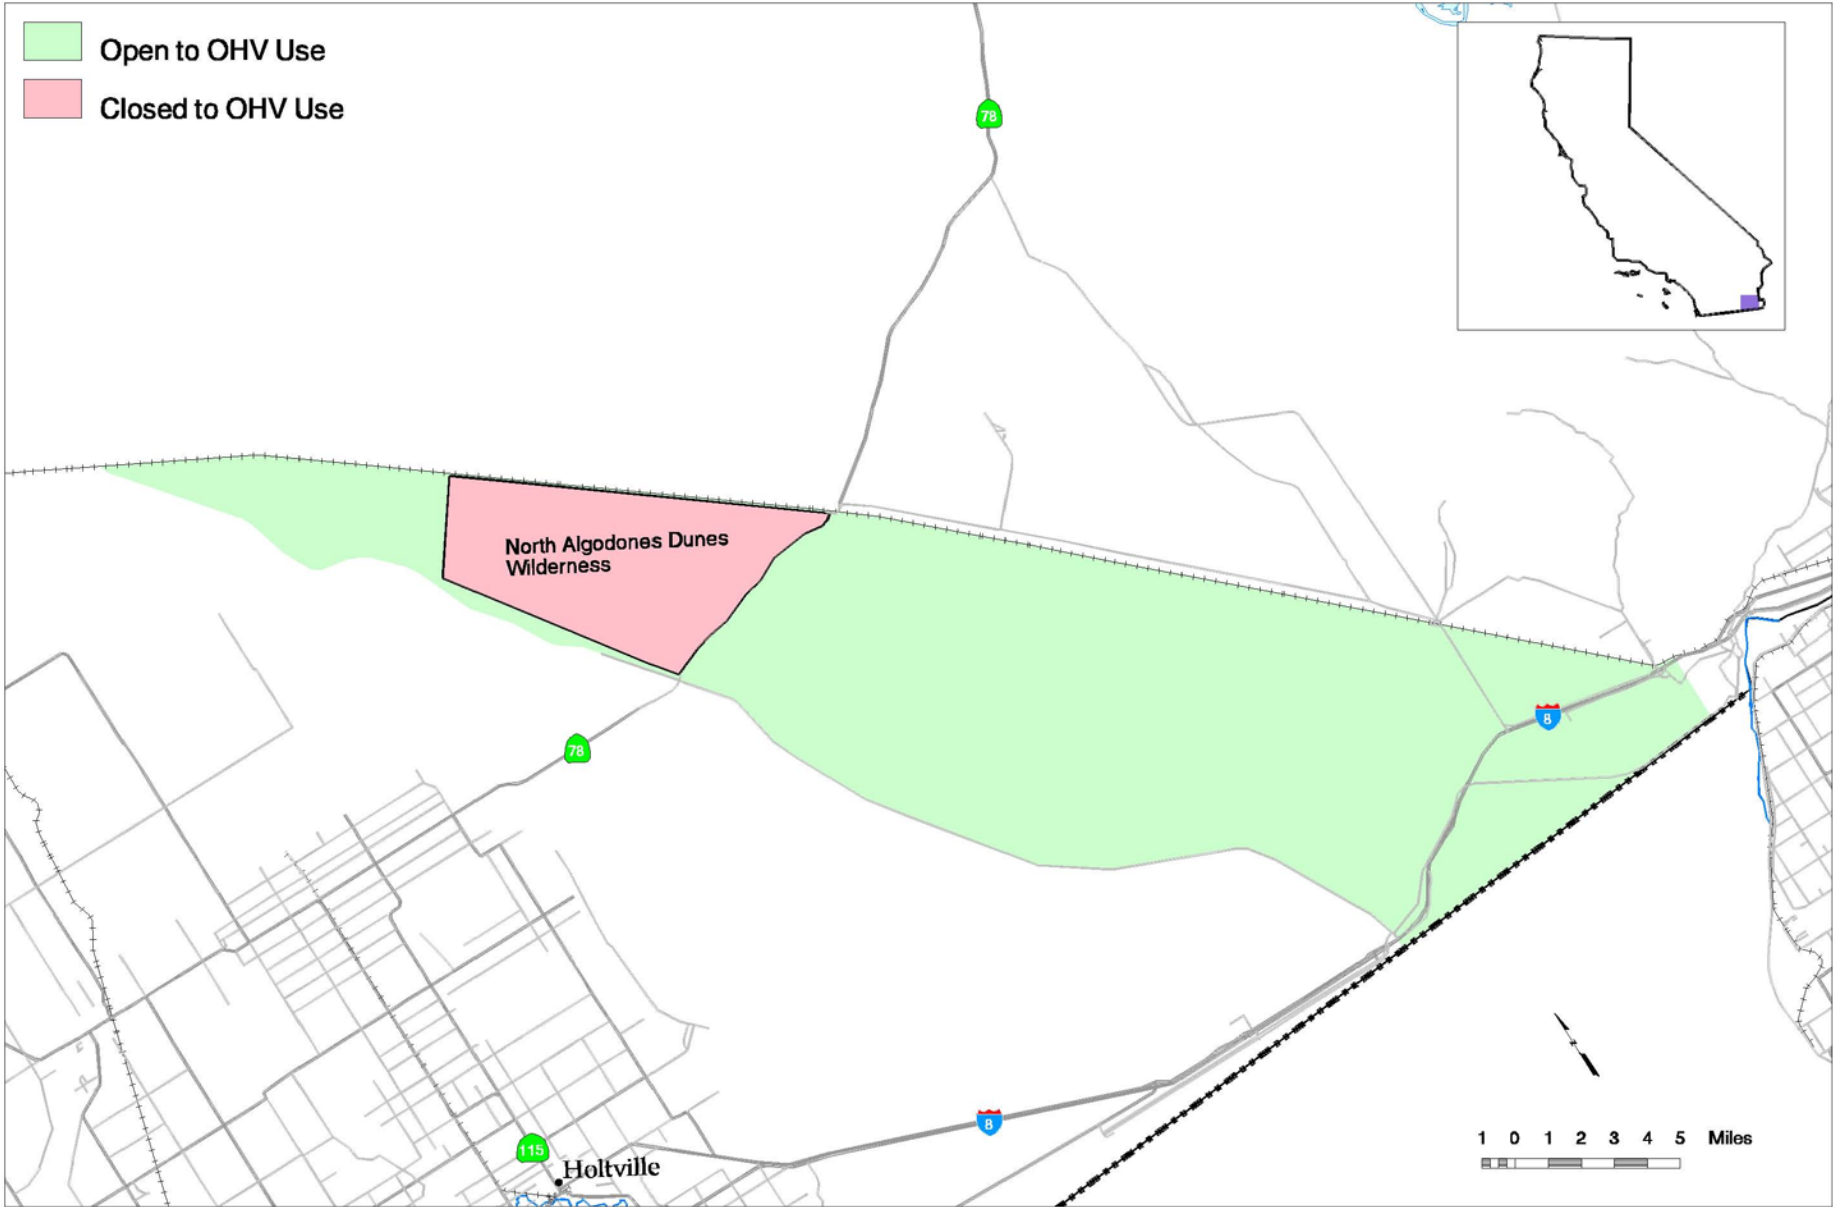 Open to OHV Use
Closed to OHV Use
78
North Algodones Dunes
Wilderness
8
78
N
8
115
Holtville
1 0 1 2 3 4 5 Miles